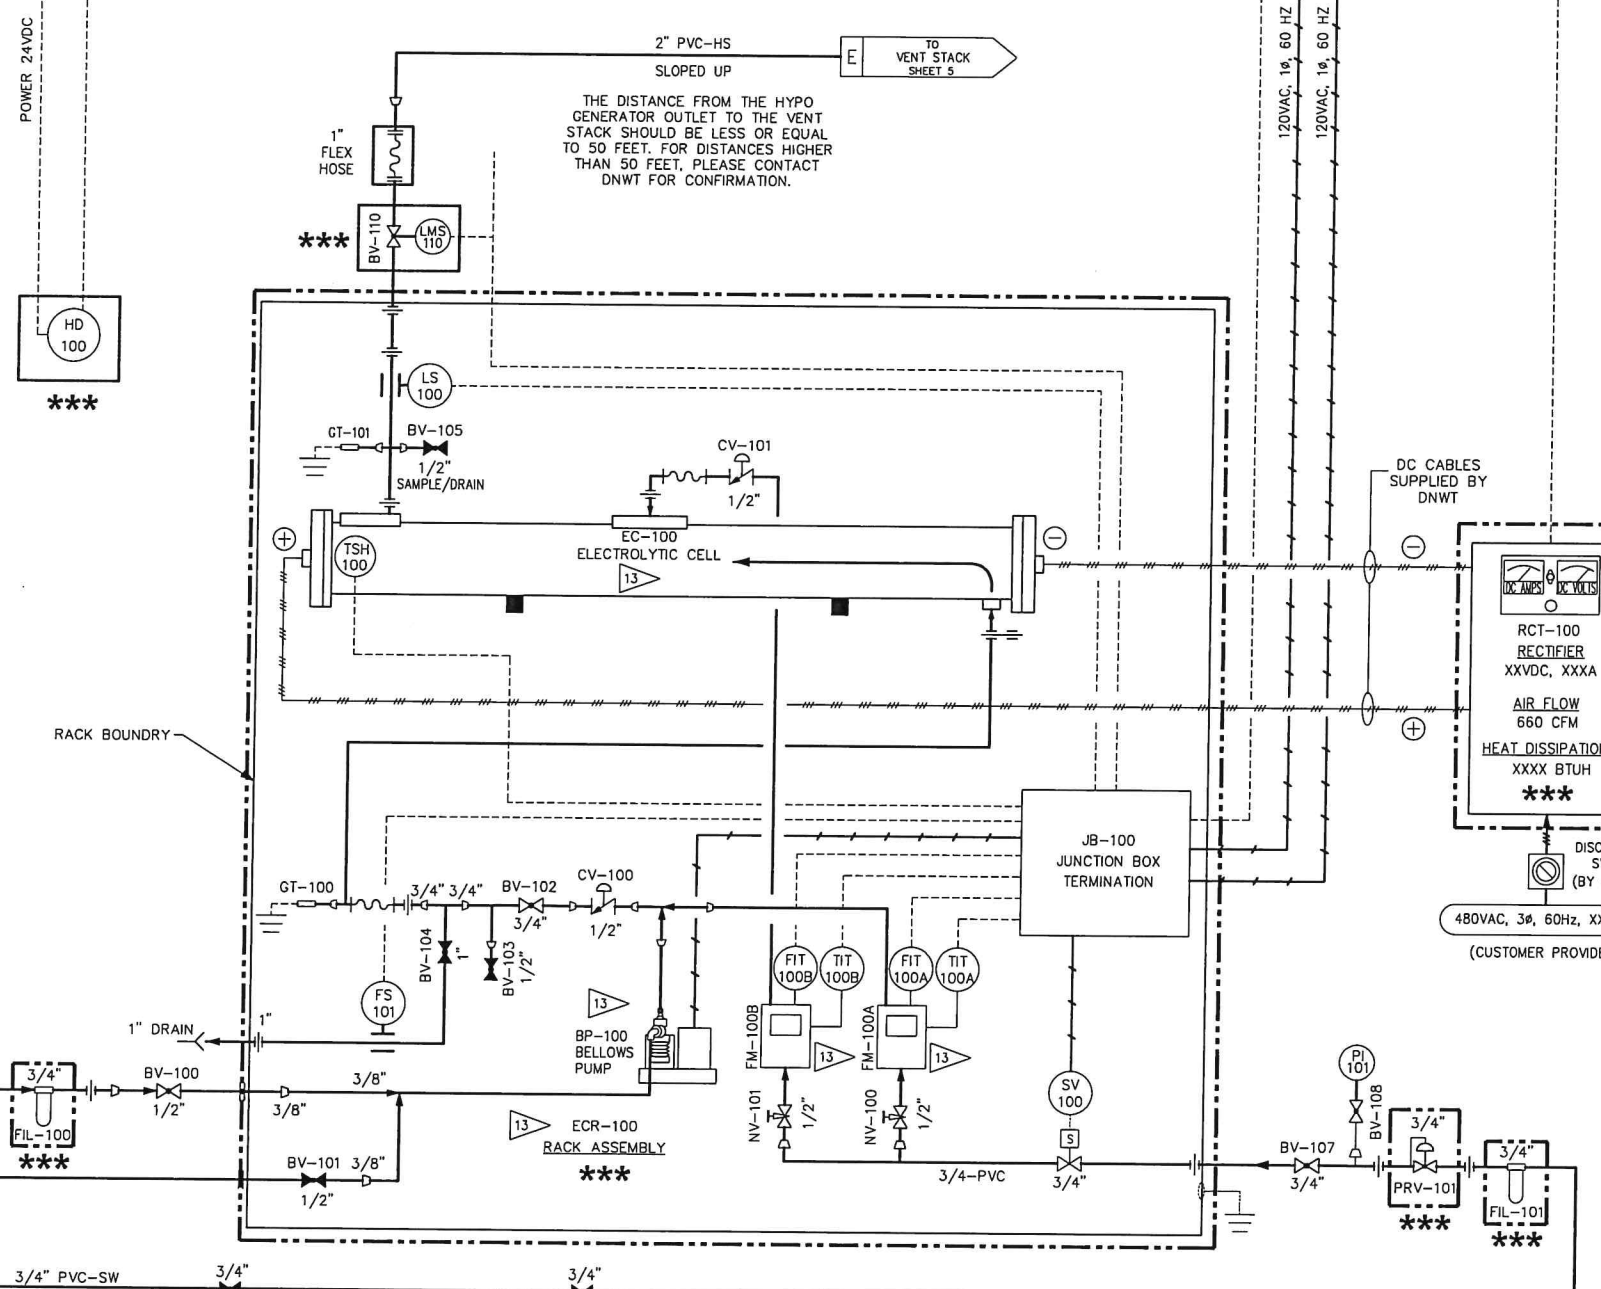 POWER 24VDC
2" PVC-HS
SLOPED UP
E
TO
VENT STACK
SHEET 5
120VAC, 1ø, 60 HZ
120VAC, 1ø, 60 HZ
THE DISTANCE FROM THE HYPO
GENERATOR OUTLET TO THE VENT
STACK SHOULD BE LESS OR EQUAL
TO 50 FEET. FOR DISTANCES HIGHER
THAN 50 FEET, PLEASE CONTACT
DNWT FOR CONFIRMATION.
1"
FLEX
HOSE
***
BV-110
LMS
110
HD
100
***
LS
100
GT-101
BV-105
1/2"
SAMPLE/DRAIN
CV-101
1/2"
DC CABLES
SUPPLIED BY
DNWT
+
TSH
100
EC-100
ELECTROLYTIC CELL
13
−
−
DC AMPS
DC VOLTS
RCT-100
RECTIFIER
XXVDC, XXXA
AIR FLOW
660 CFM
+
HEAT DISSIPATIO
XXXX BTUH
***
RACK BOUNDRY
JB-100
JUNCTION BOX
TERMINATION
DISC
S
(BY
480VAC, 3ø, 60Hz, XX
(CUSTOMER PROVIDE
GT-100
3/4"
3/4"
BV-102
3/4"
CV-100
1/2"
BV-104
1"
BV-103
1/2"
FS
101
FIT
100B
TIT
100B
FIT
100A
TIT
100A
1" DRAIN
1"
13
BP-100
BELLOWS
PUMP
FM-100B
13
FM-100A
13
3/4"
FIL-100
***
BV-100
1/2"
3/8"
3/8"
13
ECR-100
RACK ASSEMBLY
***
NV-101
1/2"
NV-100
1/2"
SV
100
S
3/4"
3/4-PVC
PI
101
BV-108
BV-107
3/4"
3/4"
PRV-101
***
3/4"
FIL-101
***
BV-101
3/8"
1/2"
3/4" PVC-SW
3/4"
3/4"